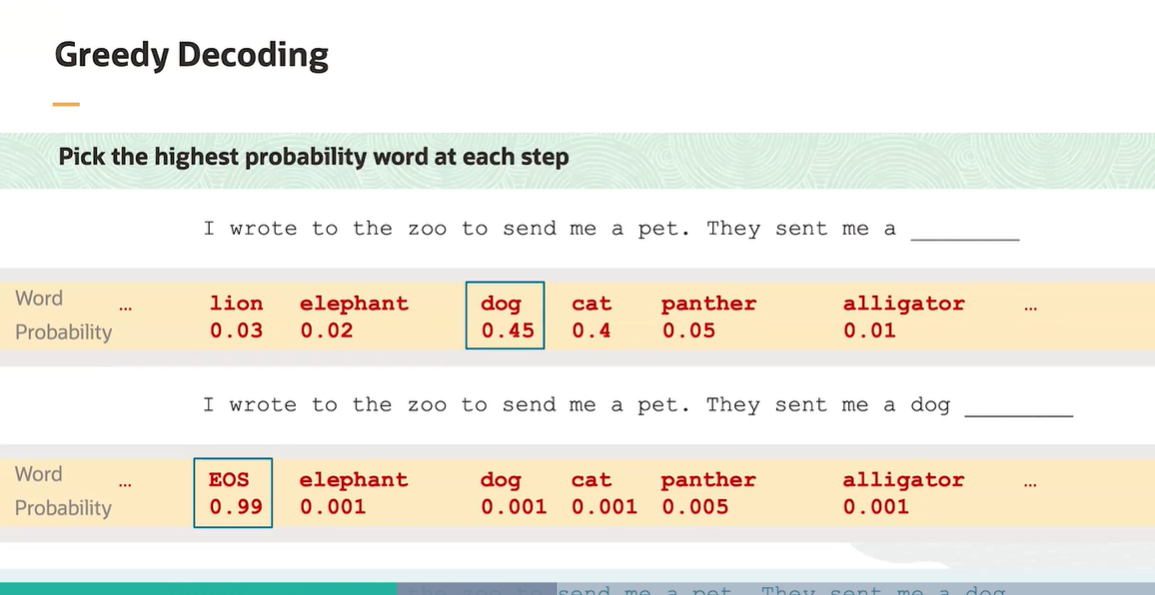 Greedy Decoding
Pick the highest probability word at each step
I wrote to the zoo to send me a pet. They sent me a ________
Word ... lion elephant dog cat panther alligator ...
Probability 0.03 0.02 0.45 0.4 0.05 0.01
I wrote to the zoo to send me a pet. They sent me a dog ________
Word ... EOS elephant dog cat panther alligator ...
Probability 0.99 0.001 0.001 0.001 0.005 0.001
the zoo to send me a pet. They sent me a dog